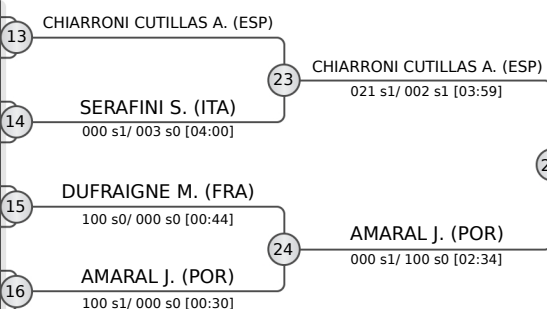 13
CHIARRONI CUTILLAS A. (ESP)
23
CHIARRONI CUTILLAS A. (ESP)
021 s1/ 002 s1 [03:59]
14
SERAFINI S. (ITA)
000 s1/ 003 s0 [04:00]
15
DUFRAIGNE M. (FRA)
100 s0/ 000 s0 [00:44]
24
AMARAL J. (POR)
000 s1/ 100 s0 [02:34]
16
AMARAL J. (POR)
100 s1/ 000 s0 [00:30]